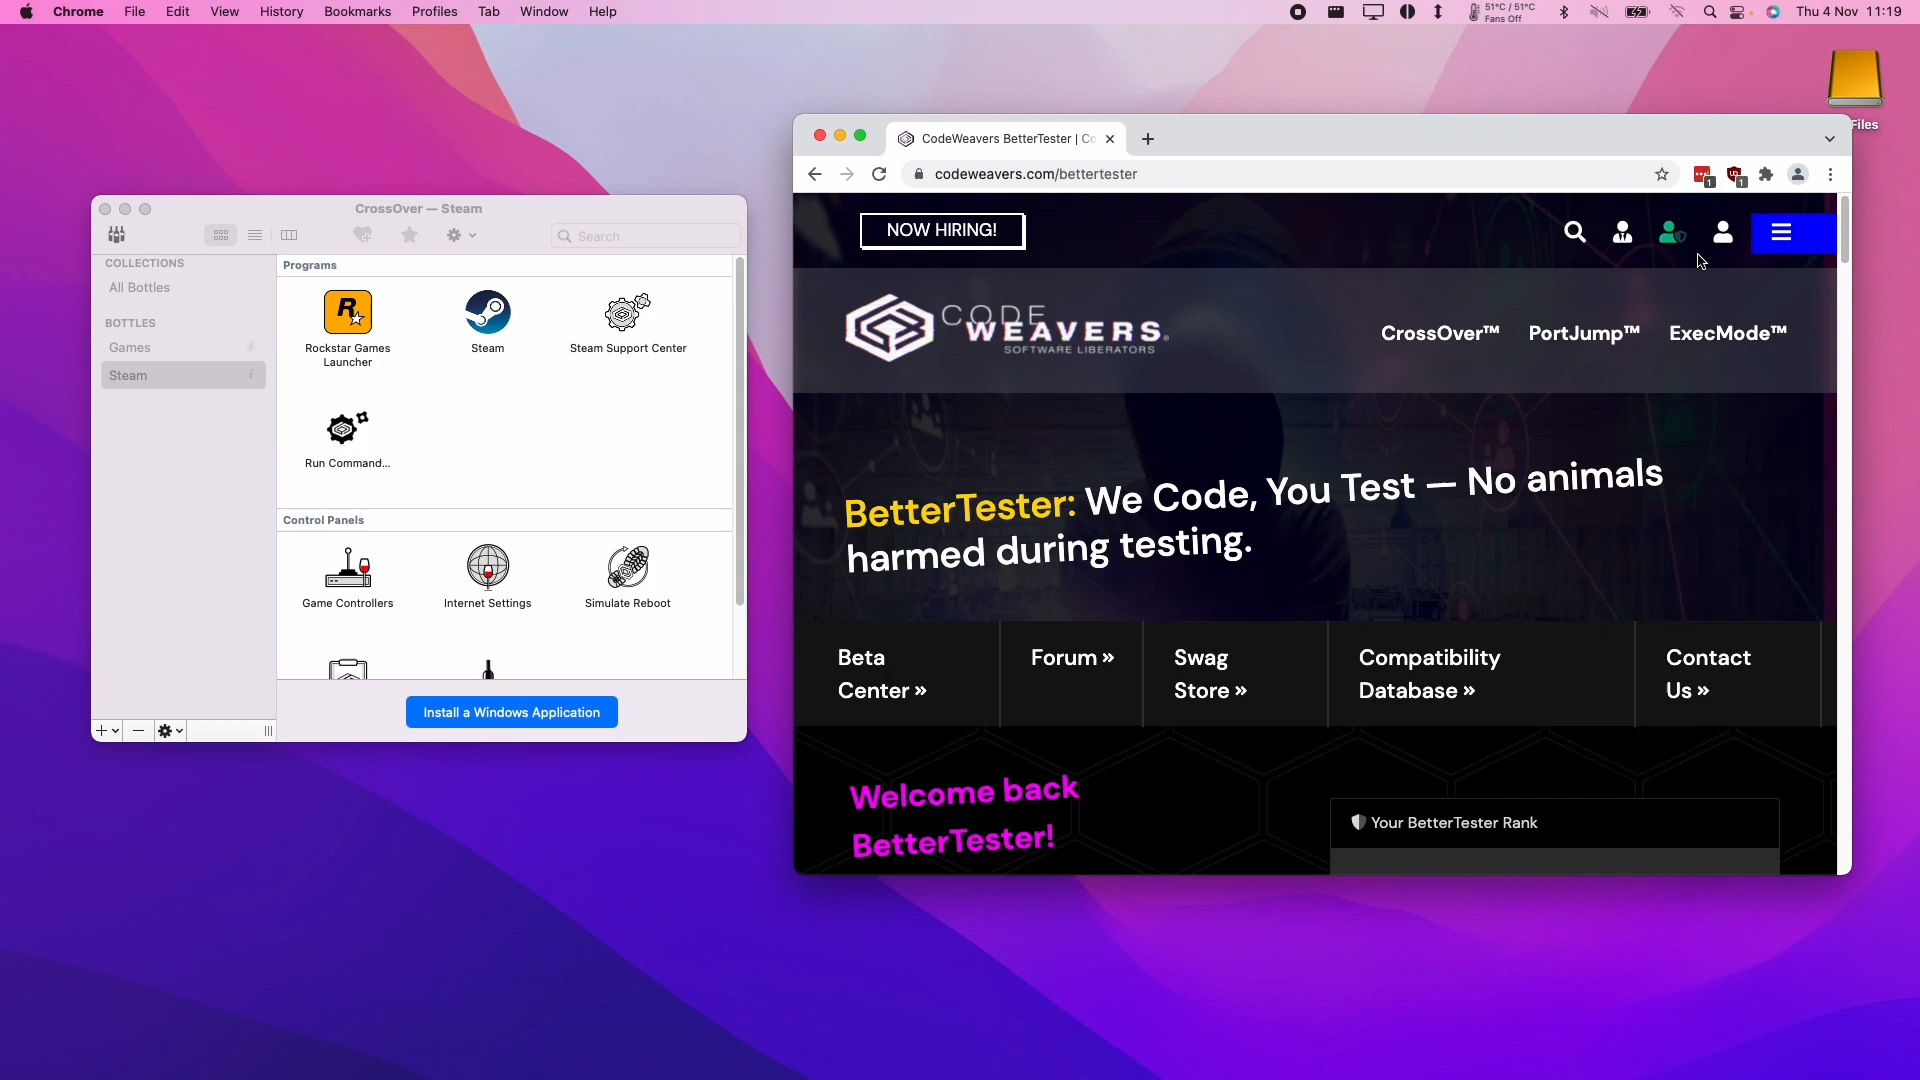 Chrome File Edit View History Bookmarks Profiles Tab Window Help
51°C / 51°C
Fans Off
Thu 4 Nov 11:19
Files
CrossOver — Steam
Search
COLLECTIONS
All Bottles
BOTTLES
Games
Steam
Programs
Rockstar Games
Launcher
Steam
Steam Support Center
Run Command...
Control Panels
Game Controllers
Internet Settings
Simulate Reboot
Install a Windows Application
CodeWeavers BetterTester | Co
codeweavers.com/bettertester
1
1
NOW HIRING!
CODE
WEAVERS®
SOFTWARE LIBERATORS
CrossOver™ PortJump™ ExecMode™
BetterTester: We Code, You Test — No animals
harmed during testing.
Beta
Center »
Forum »
Swag
Store »
Compatibility
Database »
Contact
Us »
Welcome back
BetterTester!
Your BetterTester Rank